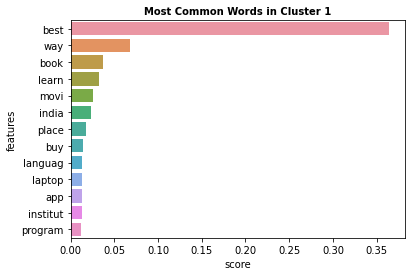 Most Common Words in Cluster 1
best
way
book
learn
movi
india
place
buy
languag
laptop
app
institut
program
features
0.00 0.05 0.10 0.15 0.20 0.25 0.30 0.35
score